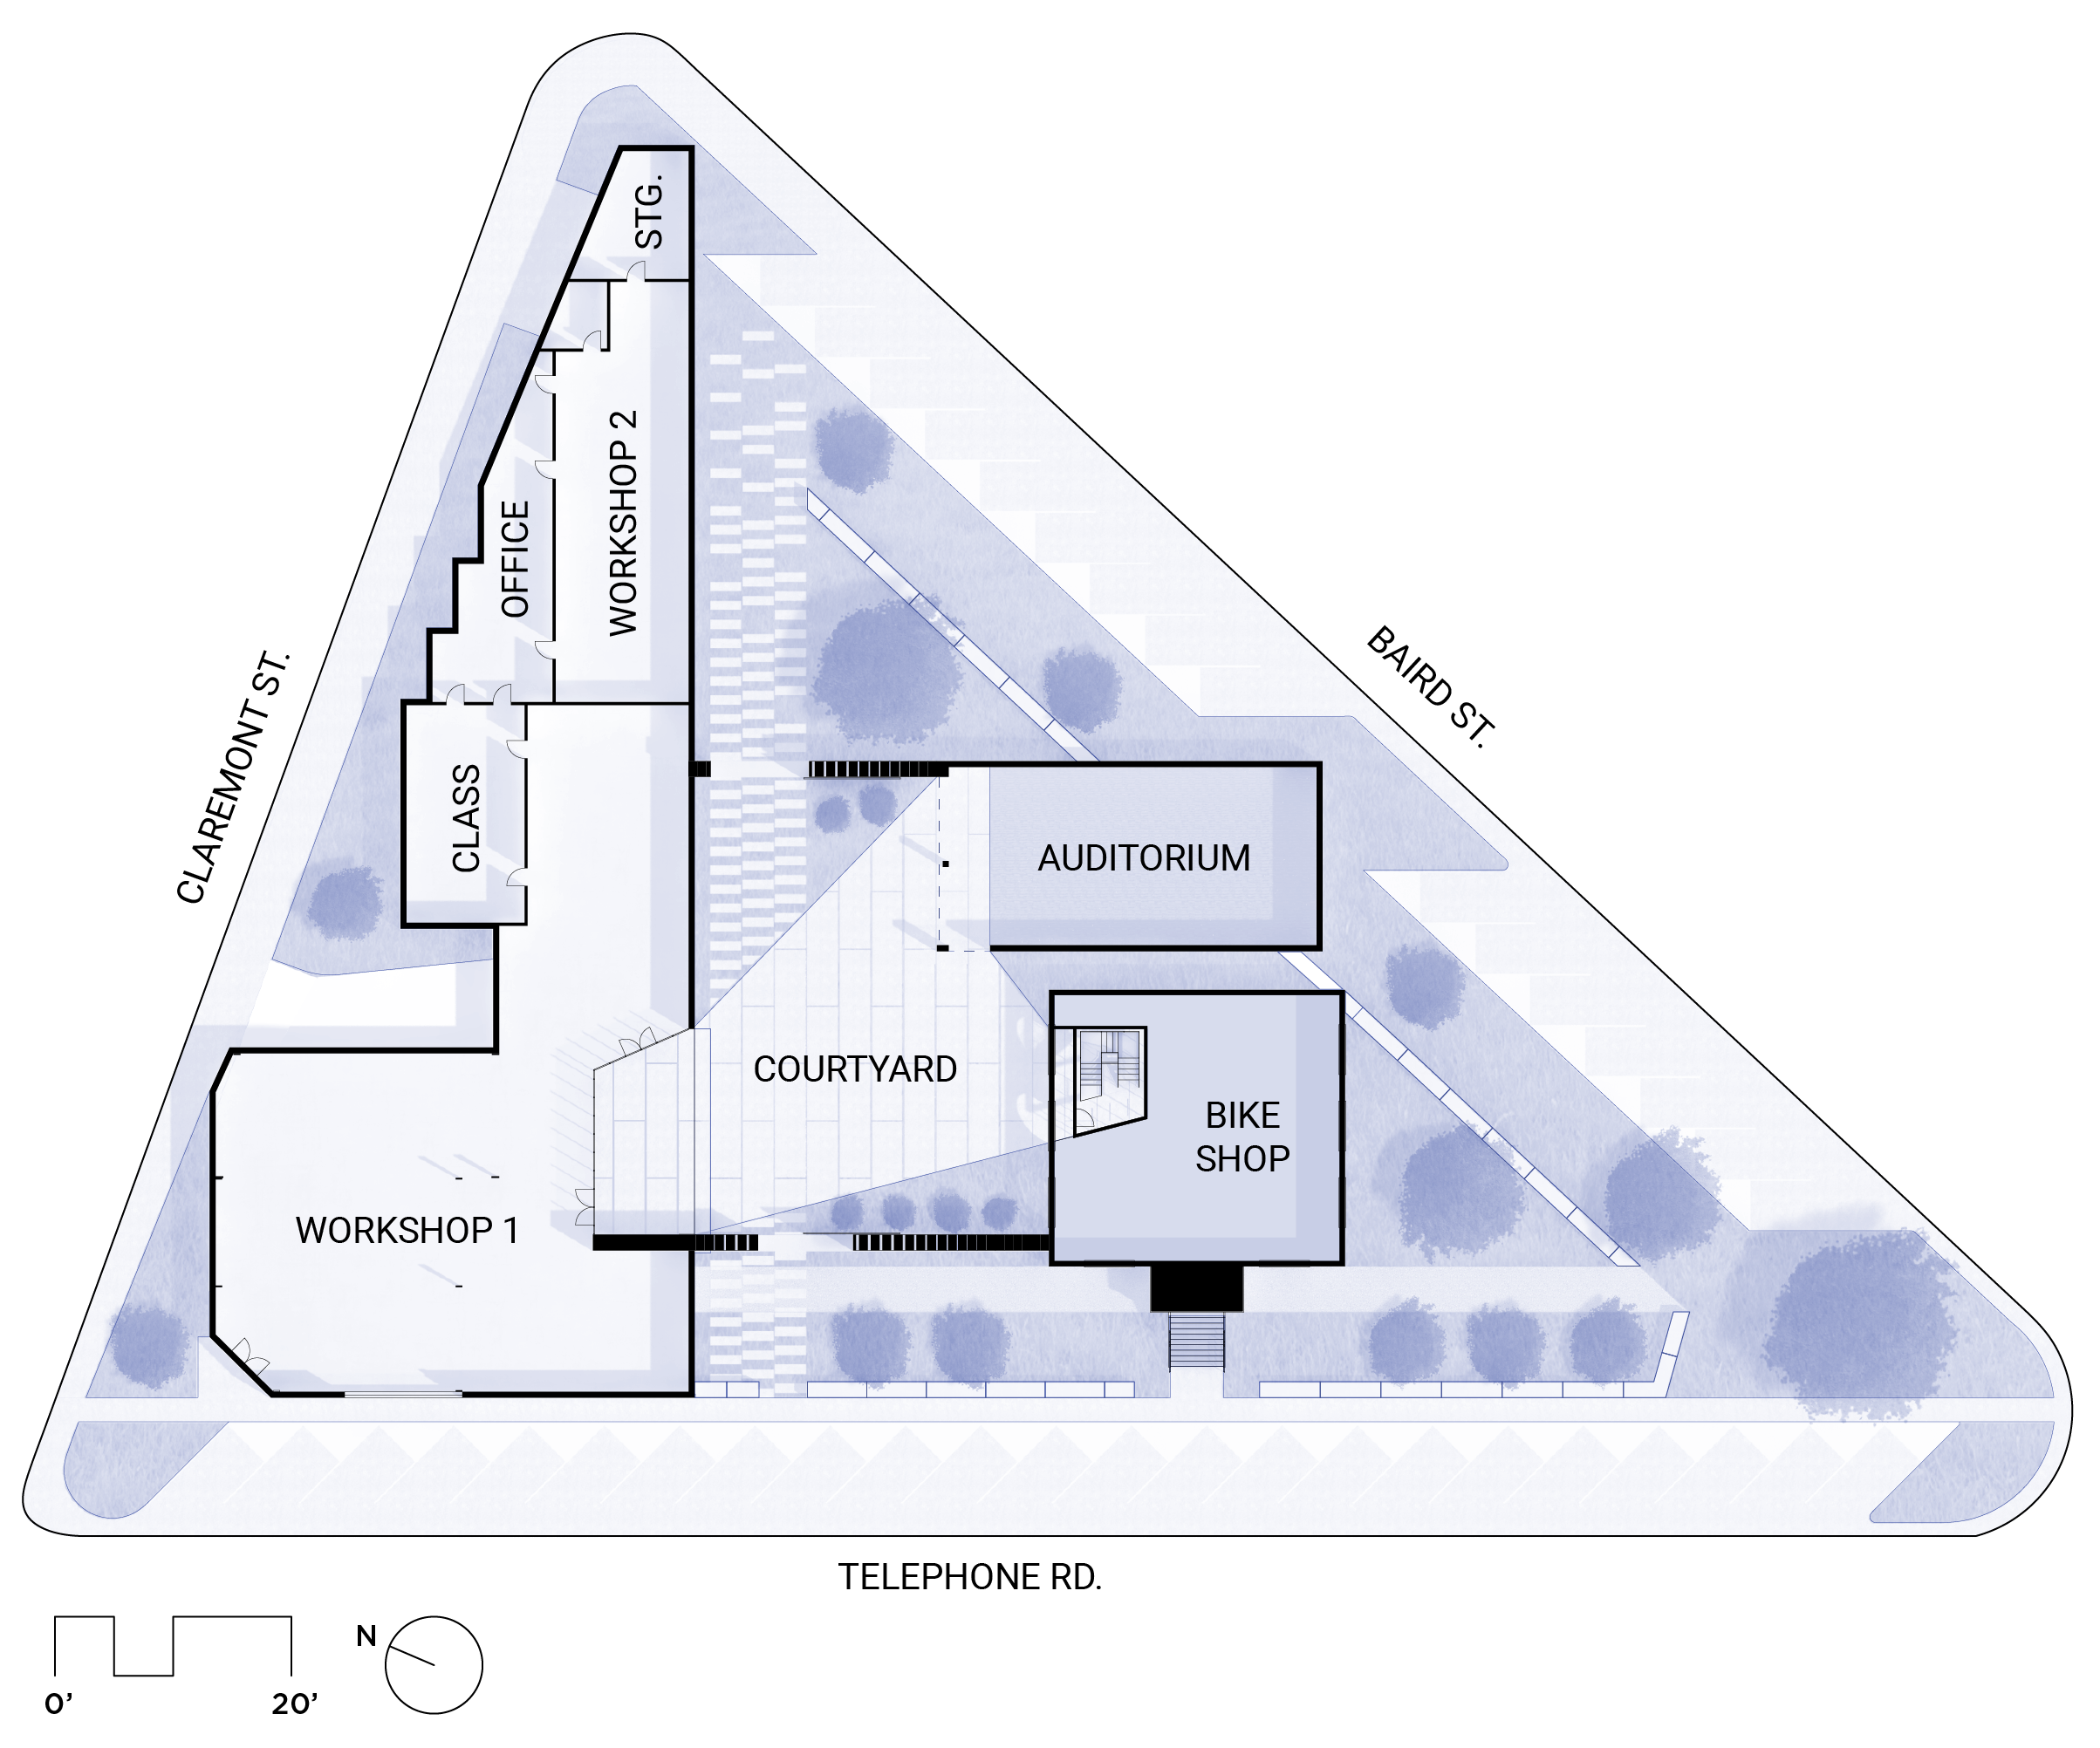 STG.
WORKSHOP 2
OFFICE
CLAREMONT ST.
BAIRD ST.
CLASS
AUDITORIUM
COURTYARD
BIKE
SHOP
WORKSHOP 1
TELEPHONE RD.
N
0’
20’